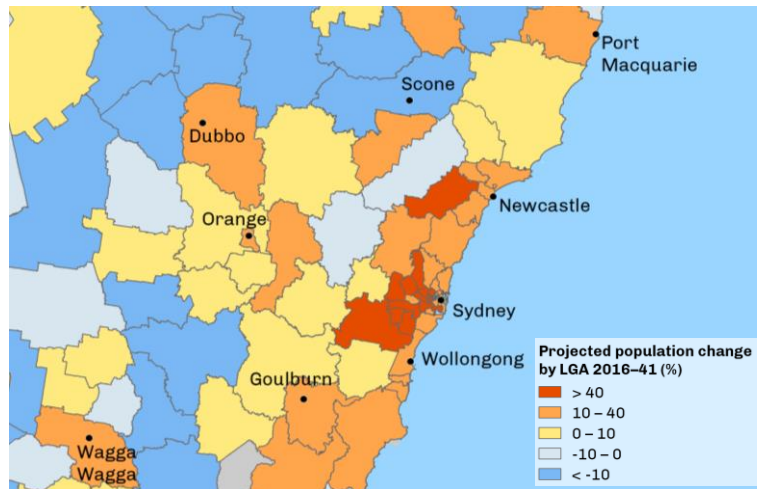 Port
Macquarie
Scone
Dubbo
Newcastle
Orange
Sydney
Wollongong
Goulburn
Wagga
Wagga
Projected population change
by LGA 2016–41 (%)
> 40
10 – 40
0 – 10
-10 – 0
< -10